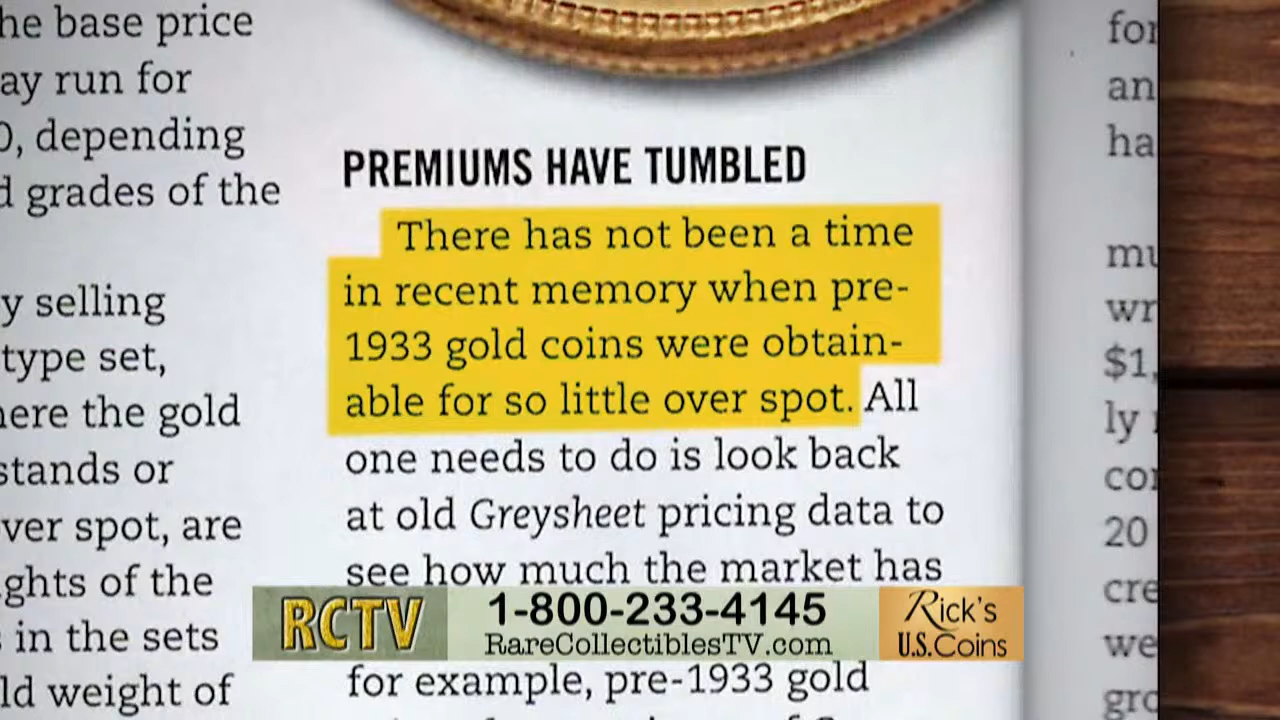 he base price
ay run for
0, depending
d grades of the
y selling
type set,
here the gold
stands or
over spot, are
ghts of the
in the sets
ld weight of
PREMIUMS HAVE TUMBLED
There has not been a time
in recent memory when pre-
1933 gold coins were obtain-
able for so little over spot. All
one needs to do is look back
at old Greysheet pricing data to
see how much the market has
for example, pre-1933 gold
for
an
ha
mu
wr
$1,
ly
con
20
cre
we
gro
RCTV
1-800-233-4145
RareCollectiblesTV.com
Rick's
U.S. Coins